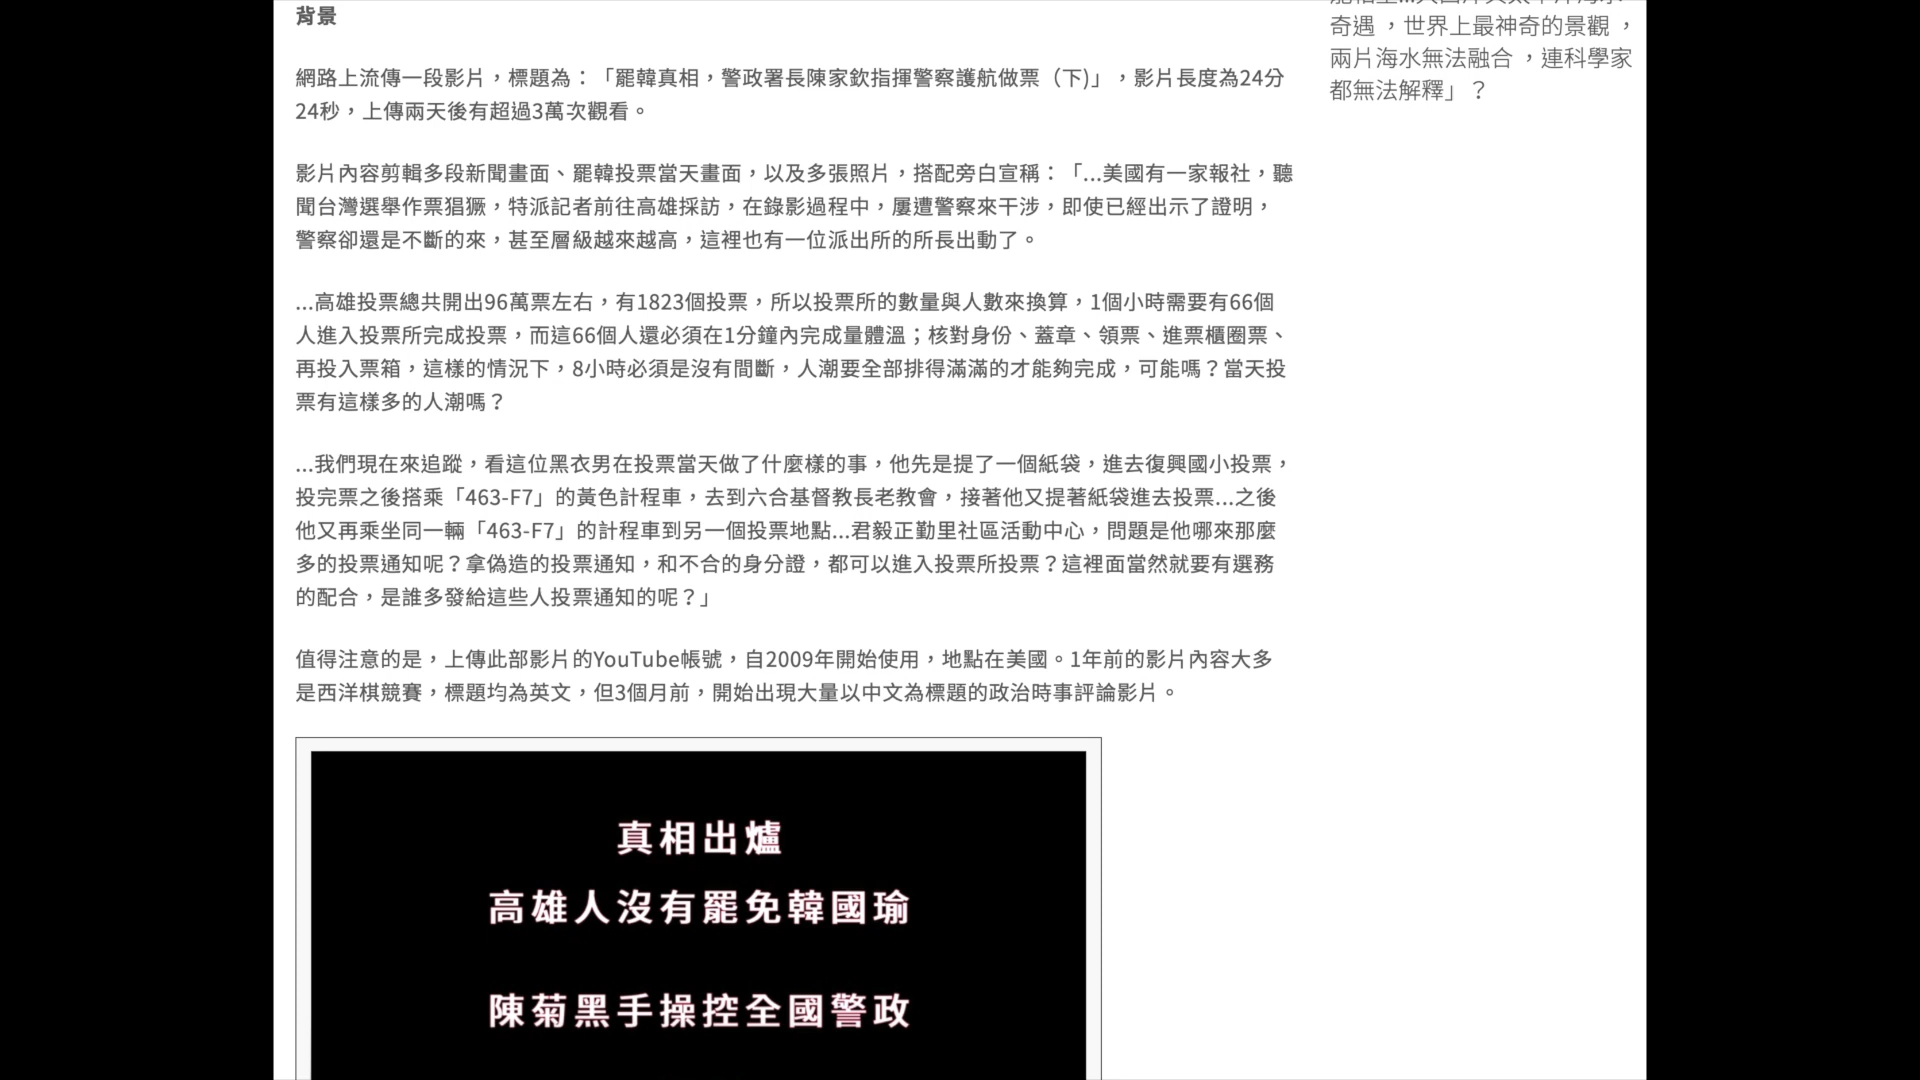 背景
網路上流傳一段影片，標題為：「罷韓真相，警政署長陳家欽指揮警察護航做票（下)」，影片長度為24分
24秒，上傳兩天後有超過3萬次觀看。
影片內容剪輯多段新聞畫面、罷韓投票當天畫面，以及多張照片，搭配旁白宣稱：「...美國有一家報社，聽
聞台灣選舉作票猖獗，特派記者前往高雄採訪，在錄影過程中，屢遭警察來干涉，即使已經出示了證明，
警察卻還是不斷的來，甚至層級越來越高，這裡也有一位派出所的所長出動了。
...高雄投票總共開出96萬票左右，有1823個投票，所以投票所的數量與人數來換算，1個小時需要有66個
人進入投票所完成投票，而這66個人還必須在1分鐘內完成量體溫；核對身份、蓋章、領票、進票櫃圈票、
再投入票箱，這樣的情況下，8小時必須是沒有間斷，人潮要全部排得滿滿的才能夠完成，可能嗎？當天投
票有這樣多的人潮嗎？
...我們現在來追蹤，看這位黑衣男在投票當天做了什麼樣的事，他先是提了一個紙袋，進去復興國小投票，
投完票之後搭乘「463-F7」的黃色計程車，去到六合基督教長老教會，接著他又提著紙袋進去投票...之後
他又再乘坐同一輛「463-F7」的計程車到另一個投票地點...君毅正勤里社區活動中心，問題是他哪來那麼
多的投票通知呢？拿偽造的投票通知，和不合的身分證，都可以進入投票所投票？這裡面當然就要有選務
的配合，是誰多發給這些人投票通知的呢？」
值得注意的是，上傳此部影片的YouTube帳號，自2009年開始使用，地點在美國。1年前的影片內容大多
是西洋棋競賽，標題均為英文，但3個月前，開始出現大量以中文為標題的政治時事評論影片。
真相出爐
高雄人沒有罷免韓國瑜
陳菊黑手操控全國警政
奇遇 ，世界上最神奇的景觀 ，
兩片海水無法融合 ，連科學家
都無法解釋」？